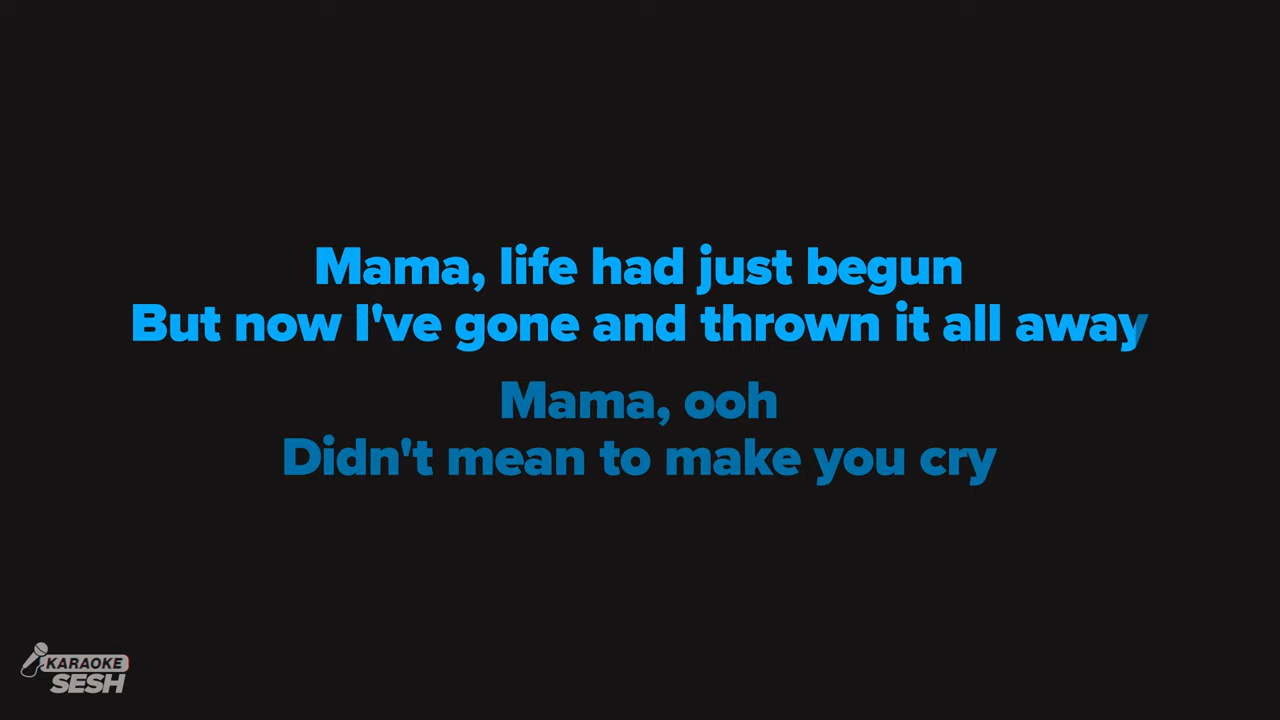 Mama, life had just begun
But now I've gone and thrown it all away
Mama, ooh
Didn't mean to make you cry
KARAOKE
SESH